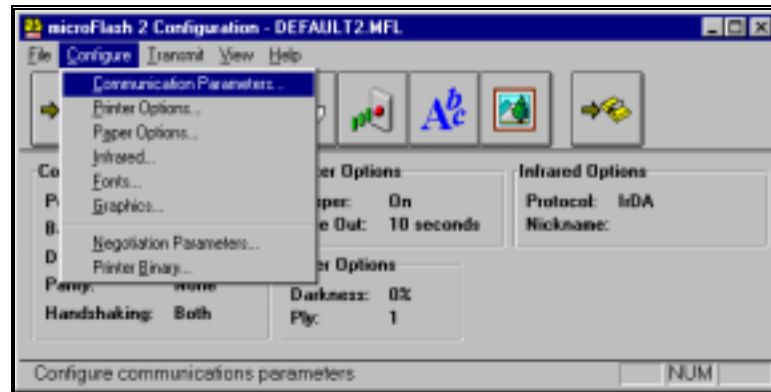 microFlash 2 Configuration - DEFAULT2.MFL
File Configure Transmit View Help
Communication Parameters...
Printer Options...
Paper Options...
Infrared...
Fonts...
Graphics...
Negotiation Parameters...
Printer Binary...
Abc
Co
P
B
D
Parity: None
Handshaking: Both
er Options
per: On
e Out: 10 seconds
er Options
Darkness: 0%
Ply: 1
Infrared Options
Protocol: IrDA
Nickname:
Configure communications parameters
NUM